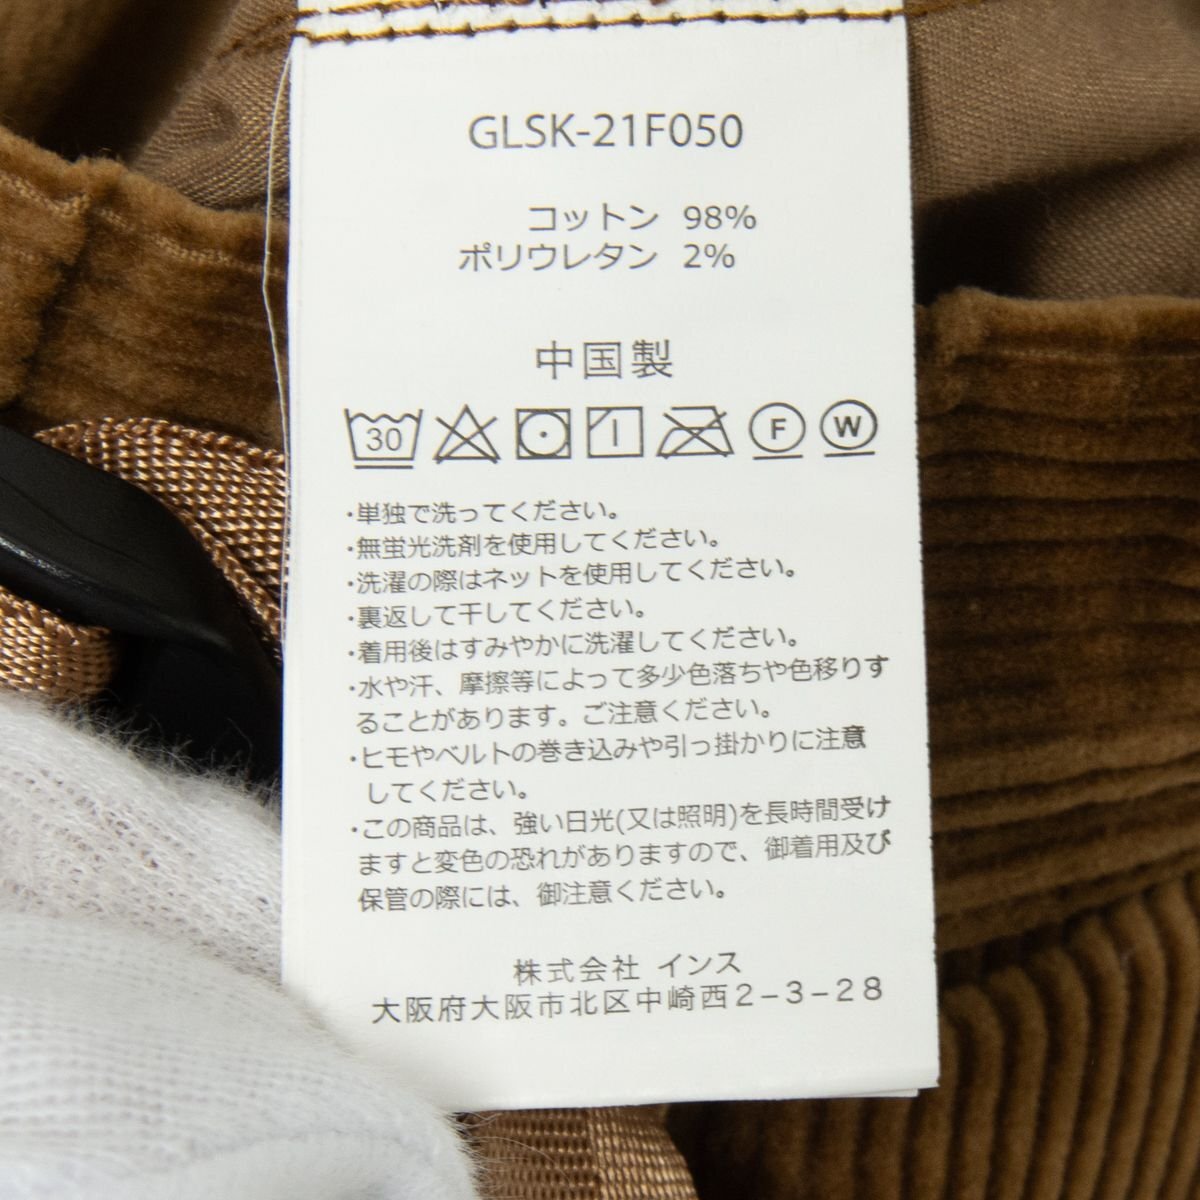 GLSK-21F050
コットン 98%
ポリウレタン 2%
中国製
30 F W
・単独で洗ってください。
・無蛍光洗剤を使用してください。
・洗濯の際はネットを使用してください。
・裏返して干してください。
・着用後はすみやかに洗濯してください。
・水や汗、摩擦等によって多少色落ちや色移りす
ることがあります。ご注意ください。
・ヒモやベルトの巻き込みや引っ掛かりに注意
してください。
・この商品は、強い日光(又は照明)を長時間受け
ますと変色の恐れがありますので、御着用及び
保管の際には、御注意ください。
株式会社 インス
大阪府大阪市北区中崎西2-3-28